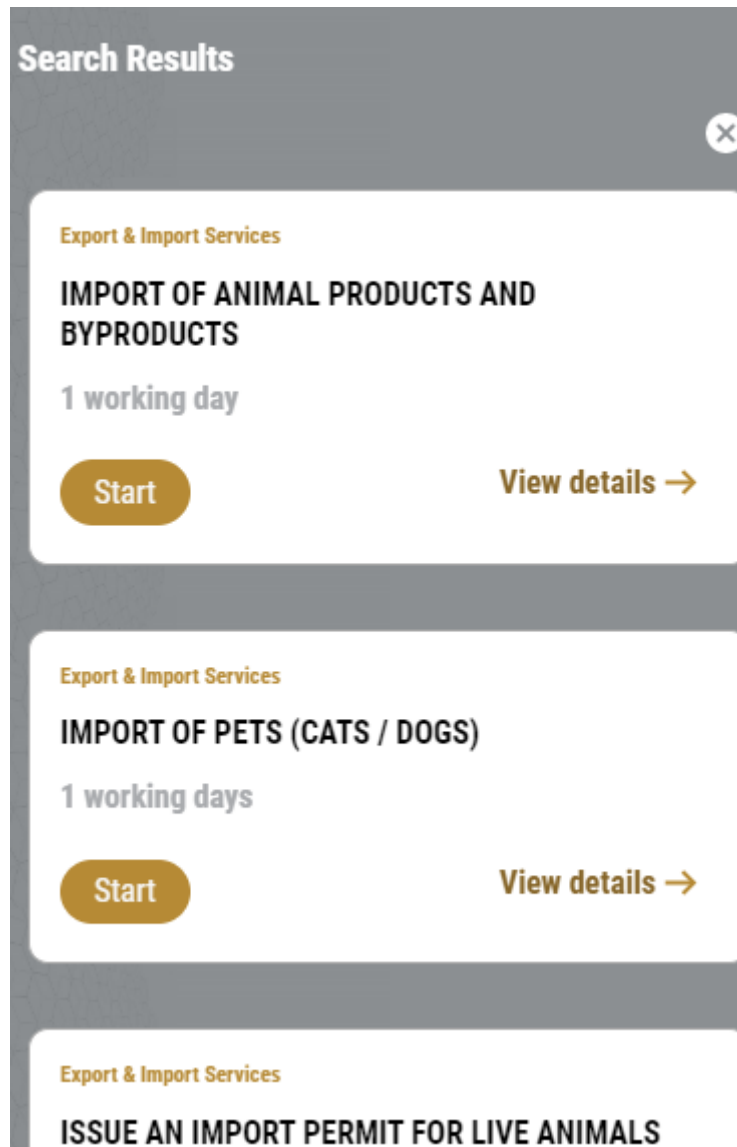 Search Results
Export & Import Services
IMPORT OF ANIMAL PRODUCTS AND
BYPRODUCTS
1 working day
Start
View details →
Export & Import Services
IMPORT OF PETS (CATS / DOGS)
1 working days
Start
View details →
Export & Import Services
ISSUE AN IMPORT PERMIT FOR LIVE ANIMALS